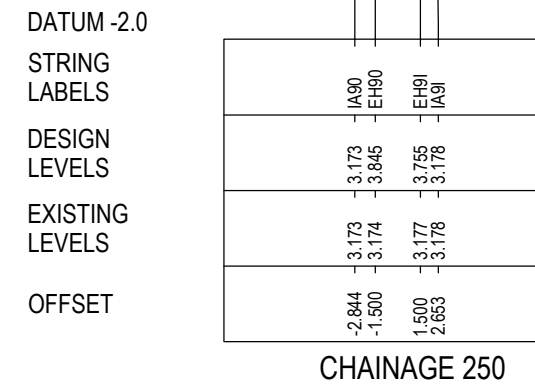 DATUM -2.0
STRING
LABELS
IA90
EH90
EH9I
IA9I
DESIGN
LEVELS
3.173
3.845
3.755
3.178
EXISTING
LEVELS
3.173
3.174
3.177
3.178
OFFSET
-2.844
-1.500
1.500
2.653
CHAINAGE 250